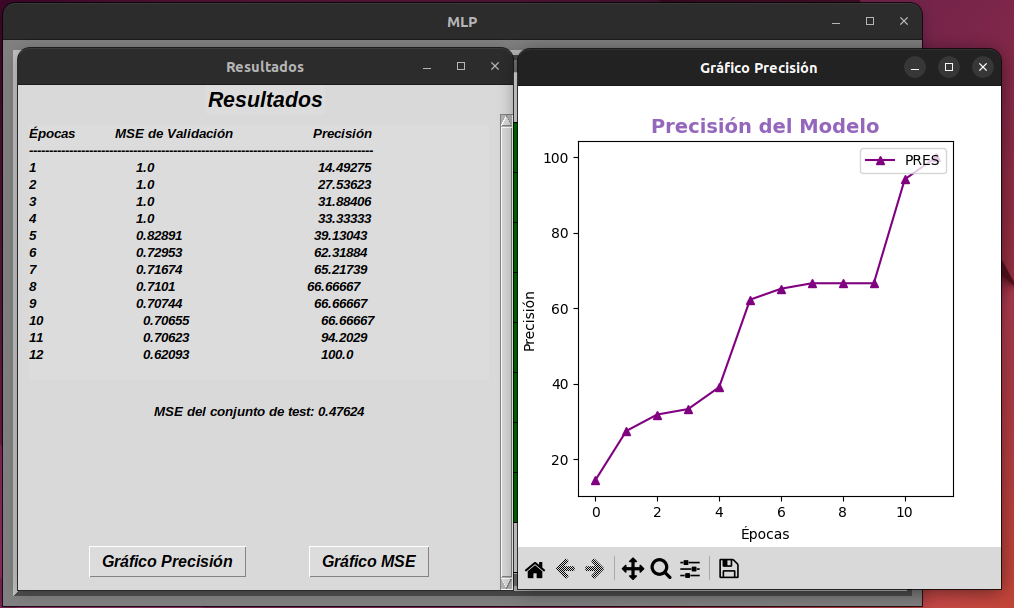 MLP
Resultados
Resultados
Épocas MSE de Validación Precisión
--------------------------------------------------------------------------------------
1 1.0 14.49275
2 1.0 27.53623
3 1.0 31.88406
4 1.0 33.33333
5 0.82891 39.13043
6 0.72953 62.31884
7 0.71674 65.21739
8 0.7101 66.66667
9 0.70744 66.66667
10 0.70655 66.66667
11 0.70623 94.2029
12 0.62093 100.0
MSE del conjunto de test: 0.47624
Gráfico Precisión
Gráfico MSE
Gráfico Precisión
Precisión del Modelo
PRES
100
80
60
40
20
Precisión
0 2 4 6 8 10
Épocas